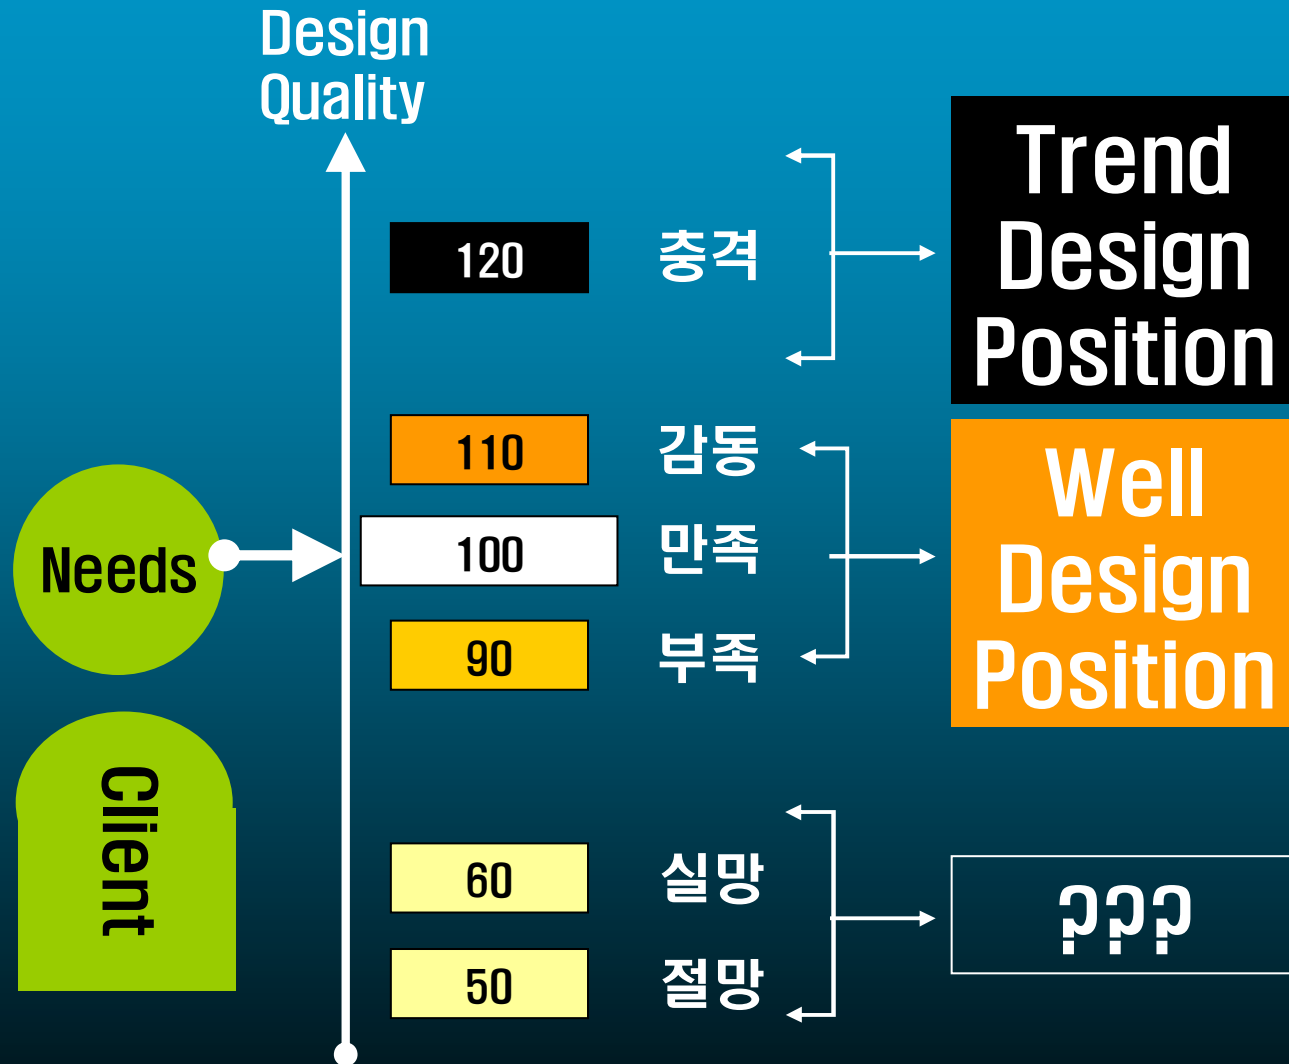 Design
Quality
120
충격
Trend
Design
Position
110
감동
Needs
100
만족
90
부족
Well
Design
Position
Client
60
실망
50
절망
???